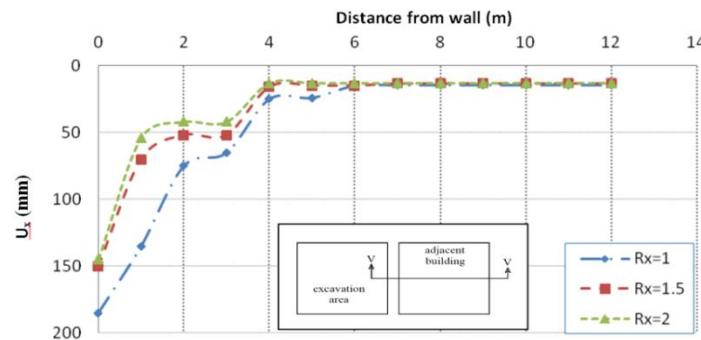 Distance from wall (m)
0 2 4 6 8 10 12 14
0
50
100
150
200
Ux (mm)
V
V
excavation
area
adjacent
building
Rx=1
Rx=1.5
Rx=2